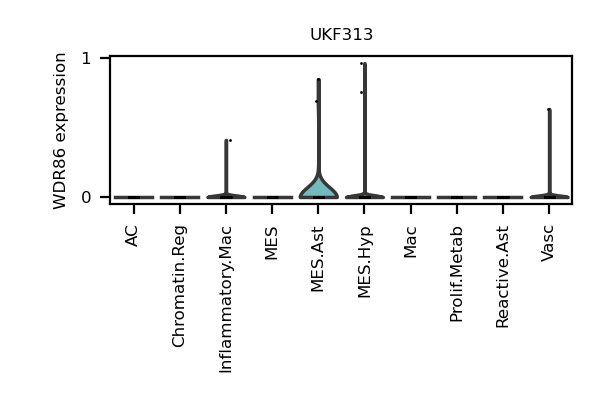 UKF313
WDR86 expression
1
0
AC
Chromatin.Reg
Inflammatory.Mac
MES
MES.Ast
MES.Hyp
Mac
Prolif.Metab
Reactive.Ast
Vasc